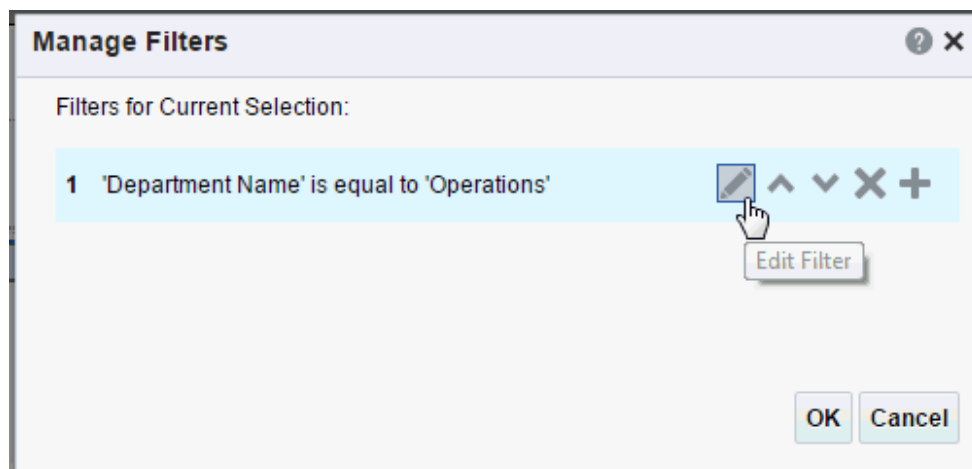 Manage Filters
Filters for Current Selection:
1 'Department Name' is equal to 'Operations'
Edit Filter
OK Cancel